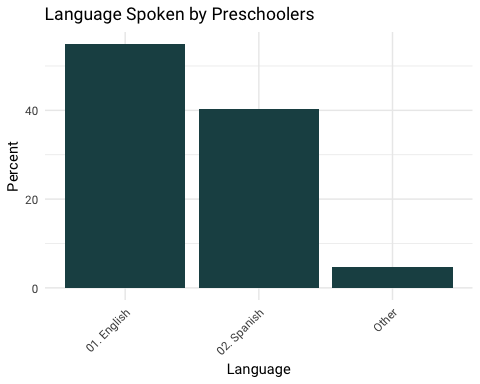 Language Spoken by Preschoolers
Percent
40
20
0
01. English
02. Spanish
Other
Language